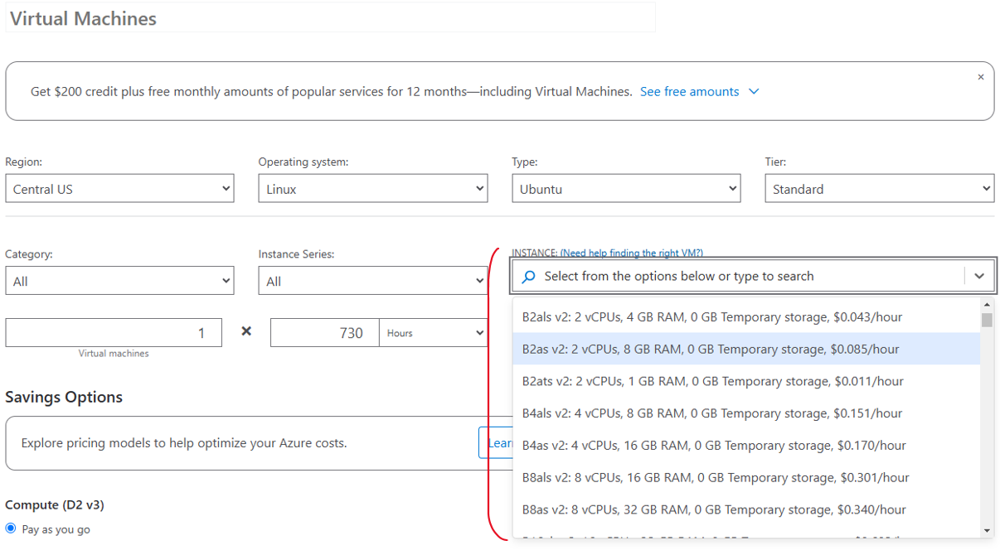 Virtual Machines
×
Get $200 credit plus free monthly amounts of popular services for 12 months—including Virtual Machines. See free amounts
Region:
Central US
Operating system:
Linux
Type:
Ubuntu
Tier:
Standard
Category:
All
Instance Series:
All
INSTANCE: (Need help finding the right VM?)
Select from the options below or type to search
B2als v2: 2 vCPUs, 4 GB RAM, 0 GB Temporary storage, $0.043/hour
B2as v2: 2 vCPUs, 8 GB RAM, 0 GB Temporary storage, $0.085/hour
B2ats v2: 2 vCPUs, 1 GB RAM, 0 GB Temporary storage, $0.011/hour
B4als v2: 4 vCPUs, 8 GB RAM, 0 GB Temporary storage, $0.151/hour
B4as v2: 4 vCPUs, 16 GB RAM, 0 GB Temporary storage, $0.170/hour
B8als v2: 8 vCPUs, 16 GB RAM, 0 GB Temporary storage, $0.301/hour
B8as v2: 8 vCPUs, 32 GB RAM, 0 GB Temporary storage, $0.340/hour
1
Virtual machines
×
730
Hours
Savings Options
Explore pricing models to help optimize your Azure costs.
Compute (D2 v3)
Pay as you go